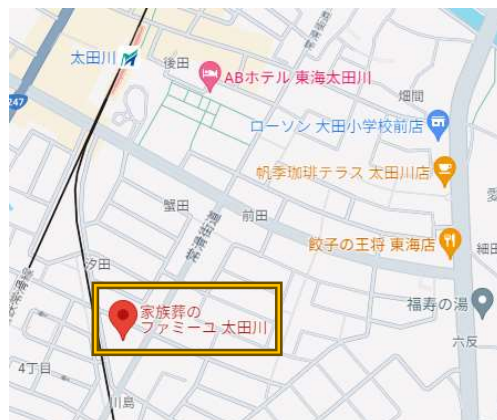 太田川
後田
ABホテル 東海太田川
畑間
247
ローソン 大田小学校前店
帆季珈琲テラス 太田川店
蟹田
前田
常滑街道
餃子の王将 東海店
細田
汐田
家族葬の
ファミーユ 太田川
福寿の湯
六反
4丁目
川島